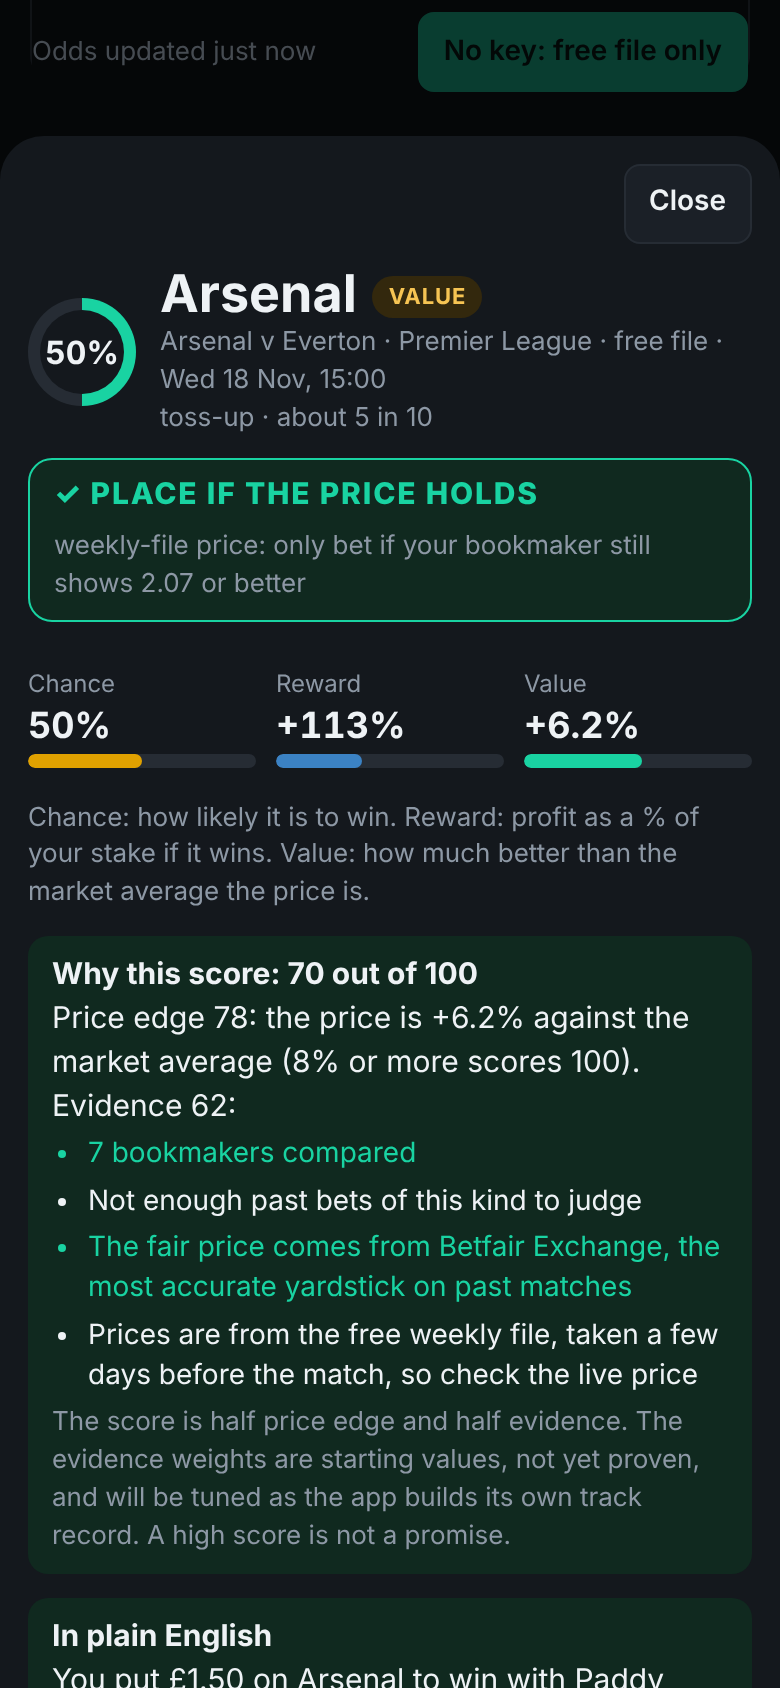 Odds updated just now
No key: free file only
Close
50%
Arsenal VALUE
Arsenal v Everton · Premier League · free file ·
Wed 18 Nov, 15:00
toss-up · about 5 in 10
✓ PLACE IF THE PRICE HOLDS
weekly-file price: only bet if your bookmaker still
shows 2.07 or better
Chance
50%
Reward
+113%
Value
+6.2%
Chance: how likely it is to win. Reward: profit as a % of
your stake if it wins. Value: how much better than the
market average the price is.
Why this score: 70 out of 100
Price edge 78: the price is +6.2% against the
market average (8% or more scores 100).
Evidence 62:
• 7 bookmakers compared
• Not enough past bets of this kind to judge
• The fair price comes from Betfair Exchange, the
most accurate yardstick on past matches
• Prices are from the free weekly file, taken a few
days before the match, so check the live price
The score is half price edge and half evidence. The
evidence weights are starting values, not yet proven,
and will be tuned as the app builds its own track
record. A high score is not a promise.
In plain English
You put £1.50 on Arsenal to win with Paddy